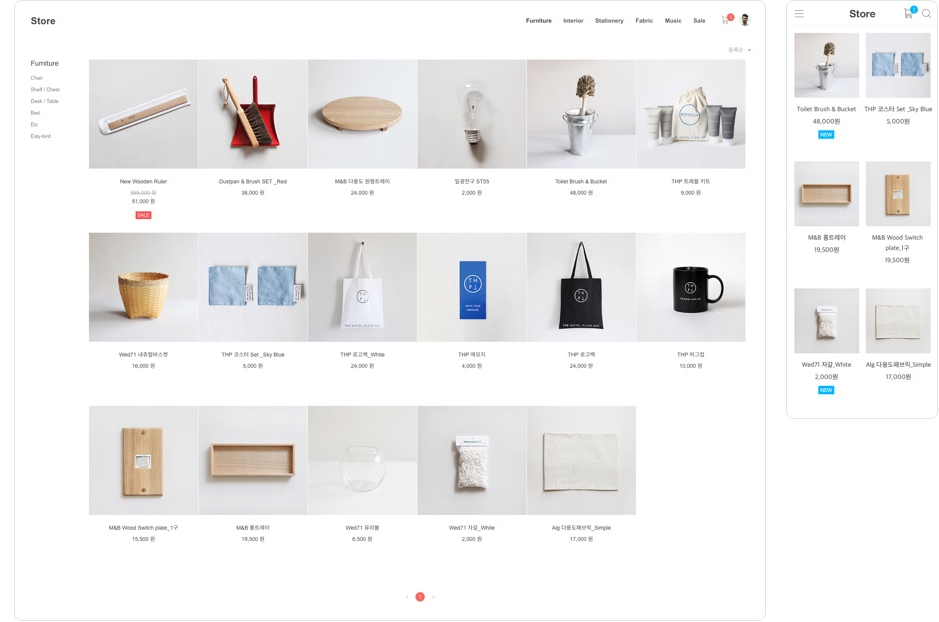 Store
Furniture Interior Stationery Fabric Music Sale
등록순
Furniture
Chair
Shelf / Chest
Desk / Table
Bed
Etc
New Wooden Ruler
51,000 원
SALE
Dustpan & Brush SET _Red
38,000 원
M&B 다용도 원형트레이
24,000 원
일광전구 ST55
2,000 원
Toilet Brush & Bucket
48,000 원
THP 트래블 키트
9,000 원
Wed71 내츄럴바스켓
16,000 원
THP 코스터 Set _Sky Blue
5,000 원
THP 로고백_White
24,000 원
THP 메모지
4,000 원
THP 로고백
24,000 원
THP 머그컵
10,000 원
M&B Wood Switch plate_1구
15,500 원
M&B 롱트레이
19,500 원
Wed71 유리볼
6,500 원
Wed71 자갈_White
2,000 원
Alg 다용도패브릭_Simple
17,000 원
1
Store
Toilet Brush & Bucket
48,000원
NEW
THP 코스터 Set _Sky Blue
5,000원
M&B 롱트레이
19,500원
M&B Wood Switch
plate_1구
19,500원
Wed71 자갈_White
2,000원
NEW
Alg 다용도패브릭_Simple
17,000원